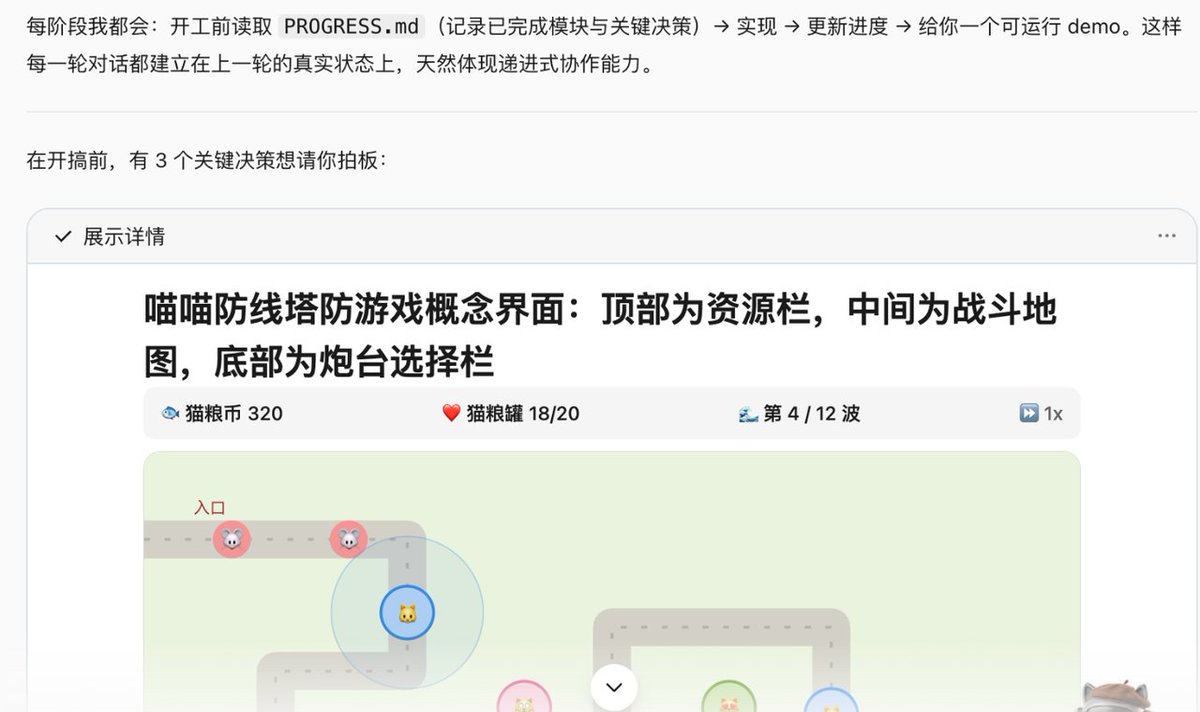 每阶段我都会：开工前读取 PROGRESS.md（记录已完成模块与关键决策）→ 实现 → 更新进度 → 给你一个可运行 demo。这样
每一轮对话都建立在上一轮的真实状态上，天然体现递进式协作能力。
在开搞前，有 3 个关键决策想请你拍板：
展示详情
喵喵防线塔防游戏概念界面：顶部为资源栏，中间为战斗地
图，底部为炮台选择栏
猫粮币 320
猫粮罐 18/20
第 4 / 12 波
1x
入口